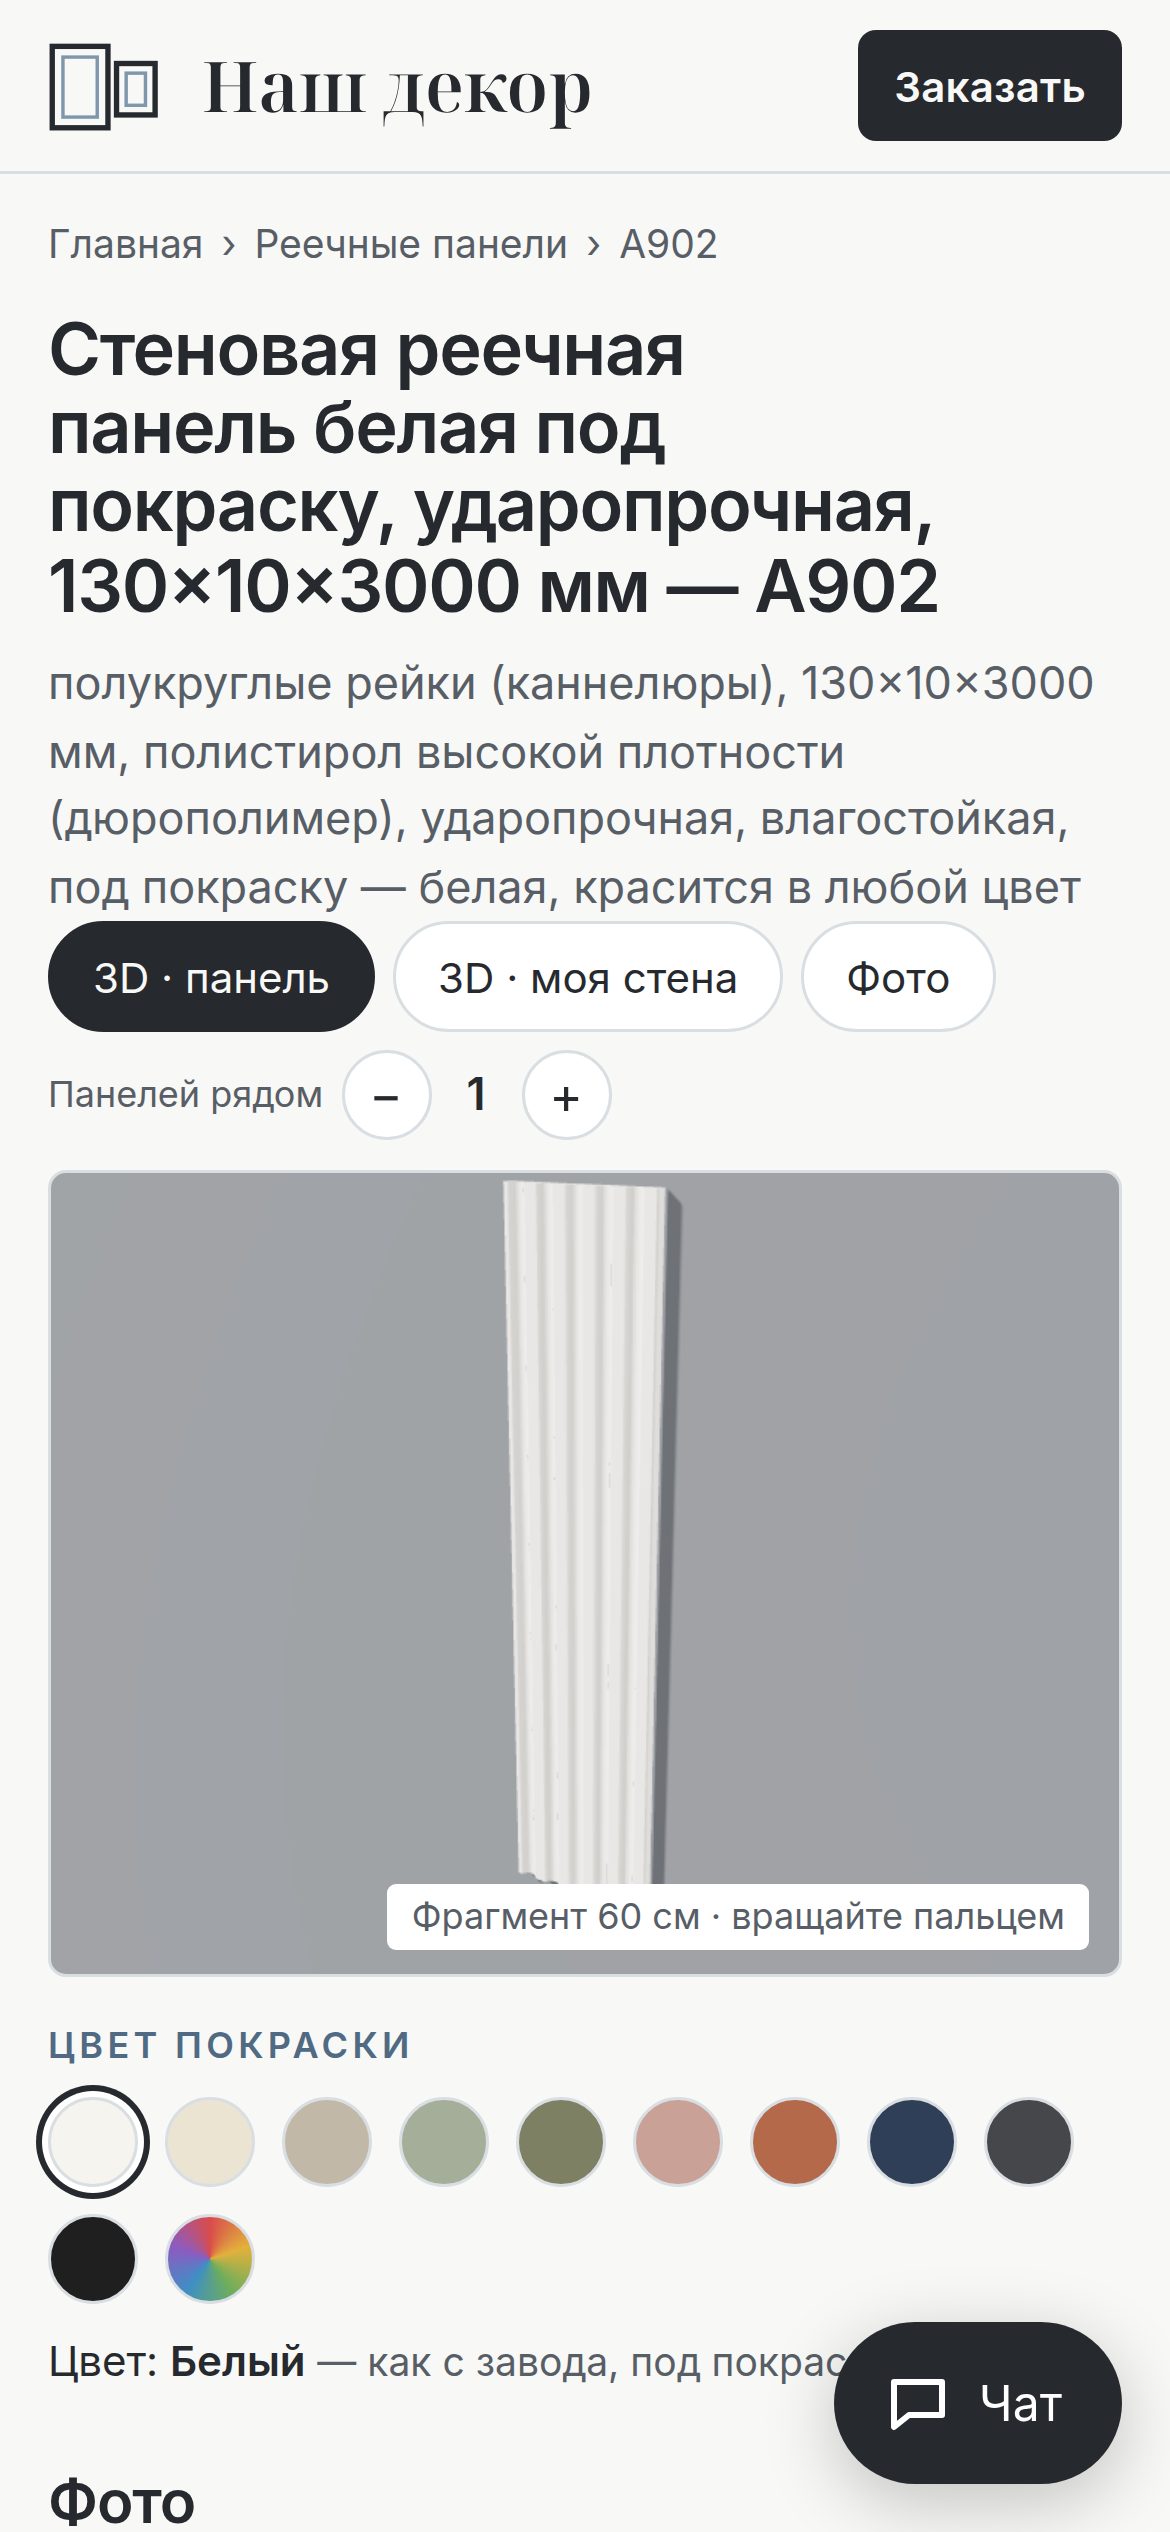 Наш декор
Заказать
Главная › Реечные панели › A902
Стеновая реечная
панель белая под
покраску, ударопрочная,
130×10×3000 мм — A902
полукруглые рейки (каннелюры), 130×10×3000
мм, полистирол высокой плотности
(дюрополимер), ударопрочная, влагостойкая,
под покраску — белая, красится в любой цвет
3D · панель
3D · моя стена
Фото
Панелей рядом − 1 +
Фрагмент 60 см · вращайте пальцем
ЦВЕТ ПОКРАСКИ
Цвет: Белый — как с завода, под покрас
Чат
Фото